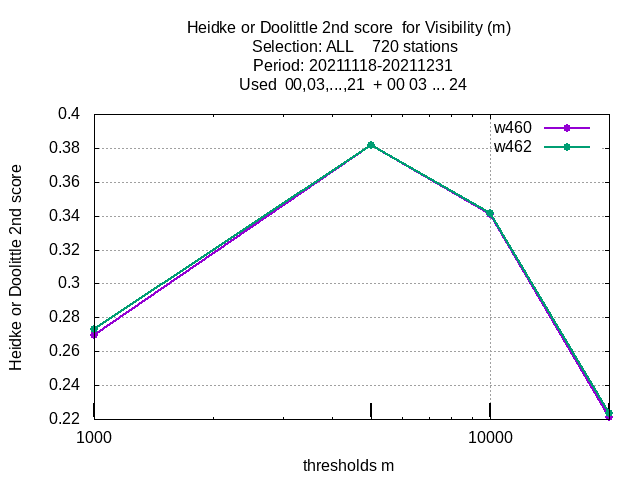 Heidke or Doolittle 2nd score  for Visibility (m)
Selection: ALL    720 stations
Period: 20211118-20211231
Used  00,03,...,21  + 00 03 ... 24
w460
w462
0.4
0.38
0.36
0.34
0.32
0.3
0.28
0.26
0.24
0.22
Heidke or Doolittle 2nd score
1000
10000
thresholds m